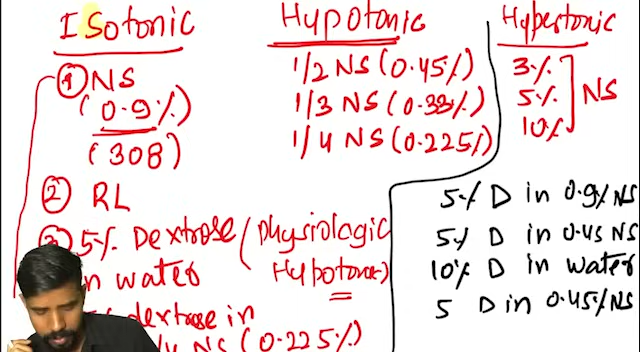 ISotonic
① NS
(0.9%)
(308)
② RL
③ 5% Dextrose (Physiologic
in water Hypotonic)
dextrose in
1/4 NS (0.225%)
Hypotonic
1/2 NS (0.45%)
1/3 NS (0.33%)
1/4 NS (0.225%)
Hypertonic
3%
5% NS
10%
5% D in 0.9% NS
5% D in 0.45 NS
10% D in water
5 D in 0.45% NS